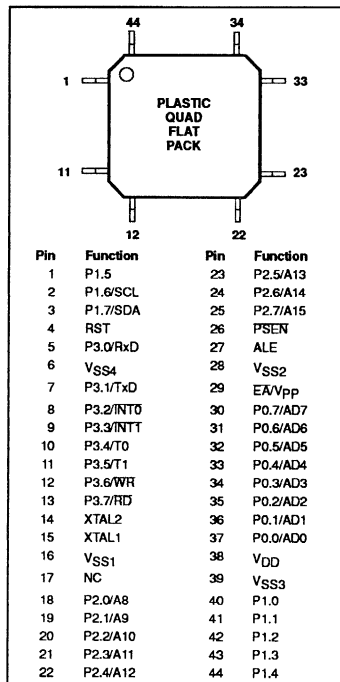 44 34
1 33
PLASTIC
QUAD
FLAT
PACK
11 23
12 22
Pin Function Pin Function
1 P1.5 23 P2.5/A13
2 P1.6/SCL 24 P2.6/A14
3 P1.7/SDA 25 P2.7/A15
4 RST 26 P̅S̅E̅N̅
5 P3.0/RxD 27 ALE
6 VSS4 28 VSS2
7 P3.1/TxD 29 E̅A̅/VPP
8 P3.2/I̅N̅T̅0̅ 30 P0.7/AD7
9 P3.3/I̅N̅T̅1̅ 31 P0.6/AD6
10 P3.4/T0 32 P0.5/AD5
11 P3.5/T1 33 P0.4/AD4
12 P3.6/W̅R̅ 34 P0.3/AD3
13 P3.7/R̅D̅ 35 P0.2/AD2
14 XTAL2 36 P0.1/AD1
15 XTAL1 37 P0.0/AD0
16 VSS1 38 VDD
17 NC 39 VSS3
18 P2.0/A8 40 P1.0
19 P2.1/A9 41 P1.1
20 P2.2/A10 42 P1.2
21 P2.3/A11 43 P1.3
22 P2.4/A12 44 P1.4